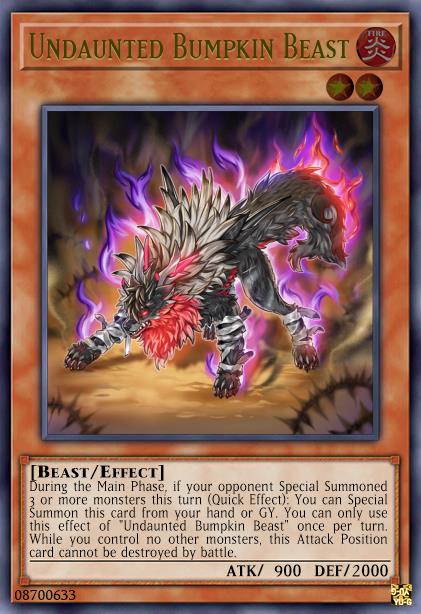 Undaunted Bumpkin Beast
FIRE
炎
[Beast/Effect]
During the Main Phase, if your opponent Special Summoned
3 or more monsters this turn (Quick Effect): You can Special
Summon this card from your hand or GY. You can only use
this effect of "Undaunted Bumpkin Beast" once per turn.
While you control no other monsters, this Attack Position
card cannot be destroyed by battle.
ATK/ 900 DEF/2000
08700633